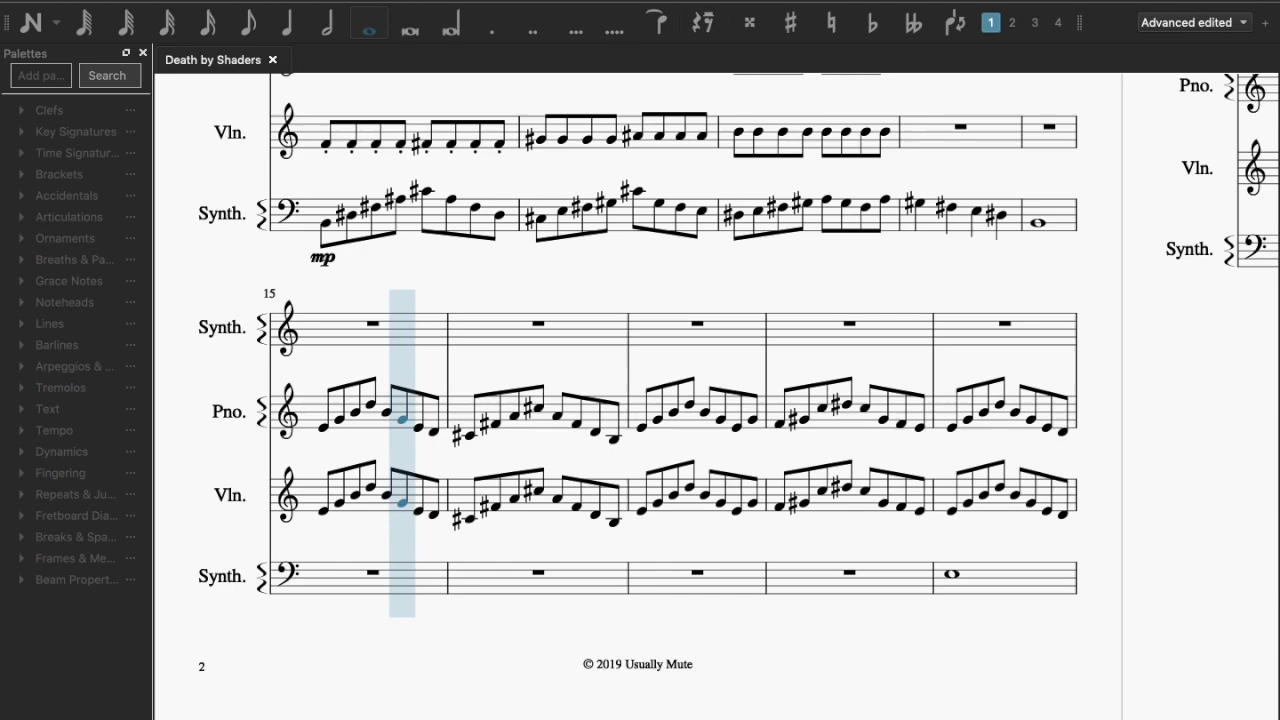 1 2 3 4 Advanced edited +
Palettes
Add pa... Search
Death by Shaders
Clefs
Key Signatures
Time Signatur...
Brackets
Accidentals
Articulations
Ornaments
Breaths & Pa...
Grace Notes
Noteheads
Lines
Barlines
Arpeggios & ...
Tremolos
Text
Tempo
Dynamics
Fingering
Repeats & Ju...
Fretboard Dia...
Breaks & Spa...
Frames & Me...
Beam Propert...
Vln.
Synth.
mp
15
Synth.
Pno.
Vln.
Synth.
2
© 2019 Usually Mute
Pno.
Vln.
Synth.